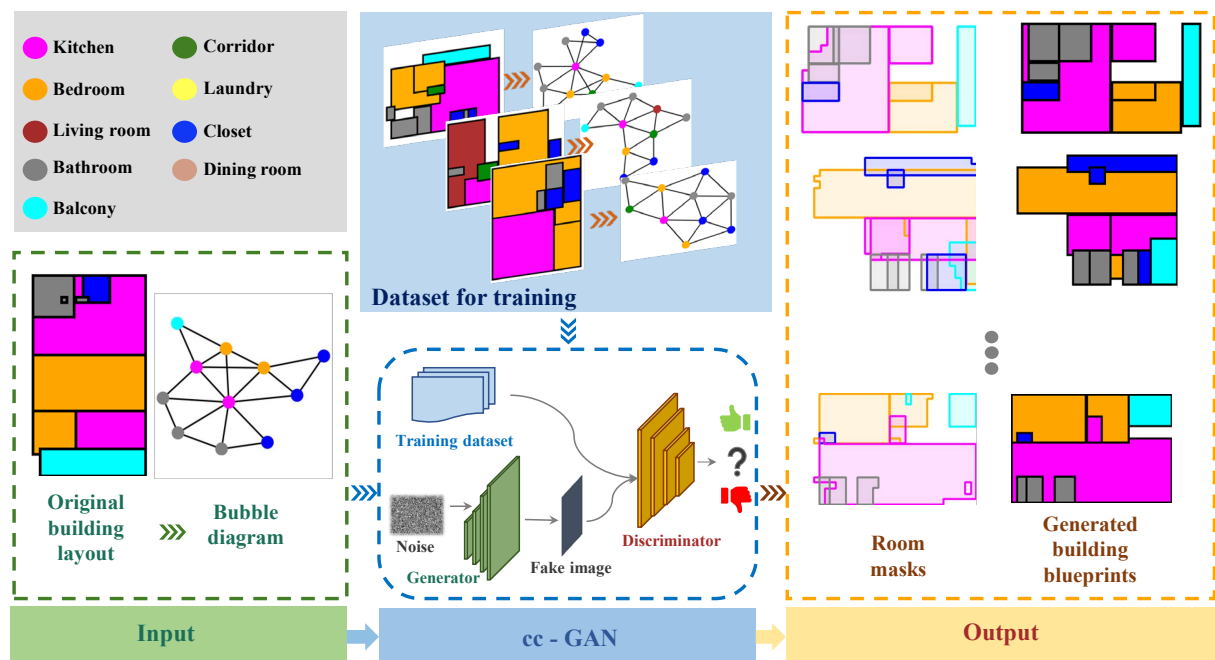 Kitchen
Corridor
Bedroom
Laundry
Living room
Closet
Bathroom
Dining room
Balcony
Dataset for training
Original
building
layout
Bubble
diagram
Training dataset
Noise
Generator
Fake image
Discriminator
?
Room
masks
Generated
building
blueprints
Input
cc - GAN
Output